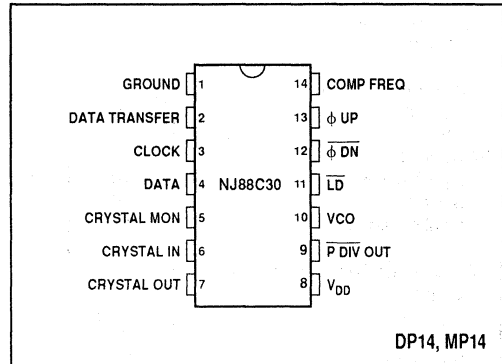 GROUND 1 14 COMP FREQ
DATA TRANSFER 2 13 ϕ UP
CLOCK 3 12 ϕ DN
DATA 4 NJ88C30 11 LD
CRYSTAL MON 5 10 VCO
CRYSTAL IN 6 9 P DIV OUT
CRYSTAL OUT 7 8 VDD
DP14, MP14